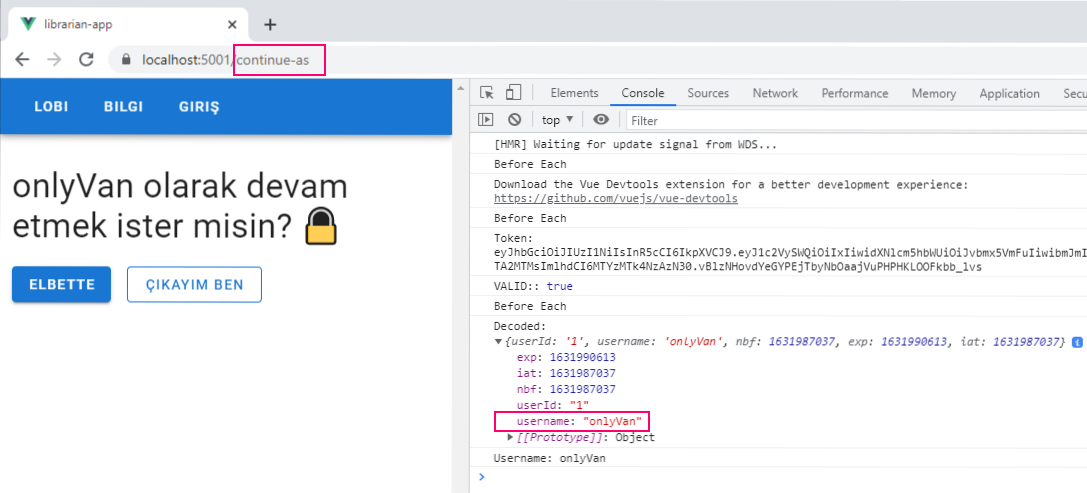 librarian-app
localhost:5001/continue-as
LOBI BILGI GIRIŞ
onlyVan olarak devam
etmek ister misin?
ELBETTE ÇIKAYIM BEN
Elements Console Sources Network Performance Memory Application Secu
top Filter
[HMR] Waiting for update signal from WDS...
Before Each
Download the Vue Devtools extension for a better development experience:
https://github.com/vuejs/vue-devtools
Before Each
Token:
VALID:: true
Before Each
Decoded:
{userId: '1', username: 'onlyVan', nbf: 1631987037, exp: 1631990613, iat: 1631987037}
exp: 1631990613
iat: 1631987037
nbf: 1631987037
userId: "1"
username: "onlyVan"
[[Prototype]]: Object
Username: onlyVan